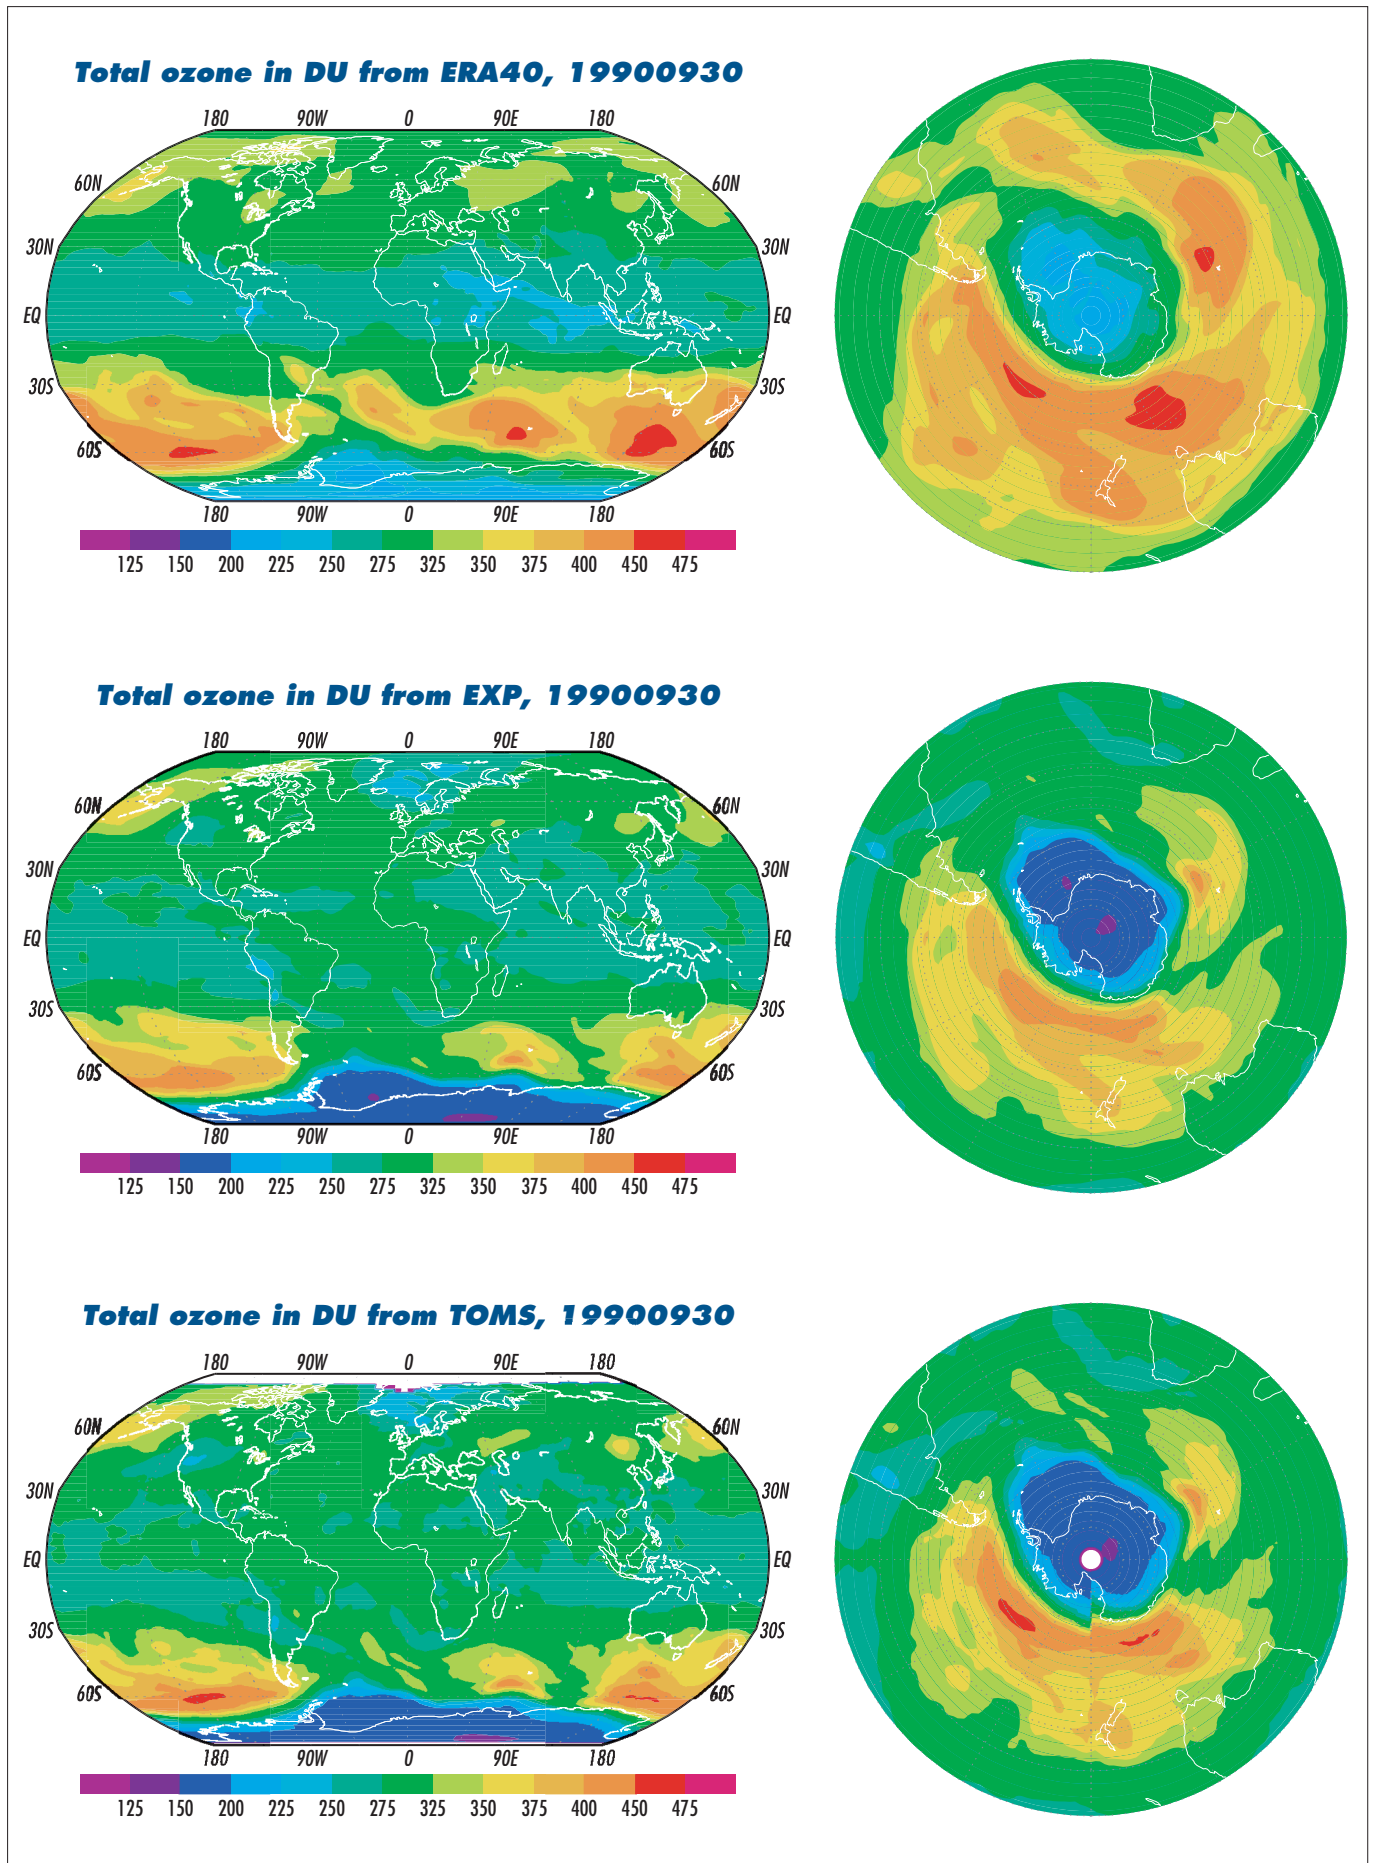 Total ozone in DU from ERA40, 19900930
180 90W 0 90E 180
60N 60N
30N 30N
EQ EQ
30S 30S
60S 60S
180 90W 0 90E 180
125 150 200 225 250 275 325 350 375 400 450 475
Total ozone in DU from EXP, 19900930
180 90W 0 90E 180
60N 60N
30N 30N
EQ EQ
30S 30S
60S 60S
180 90W 0 90E 180
125 150 200 225 250 275 325 350 375 400 450 475
Total ozone in DU from TOMS, 19900930
180 90W 0 90E 180
60N 60N
30N 30N
EQ EQ
30S 30S
60S 60S
180 90W 0 90E 180
125 150 200 225 250 275 325 350 375 400 450 475